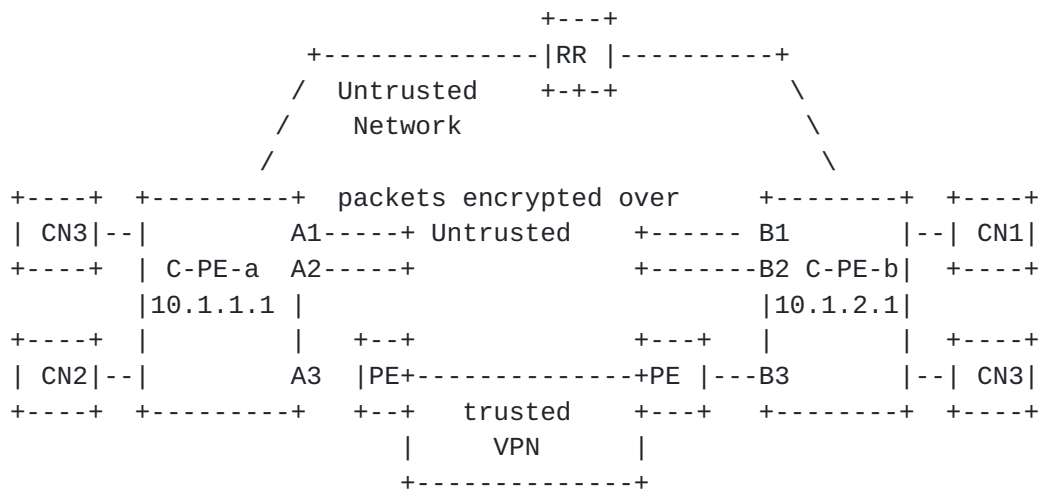 RR
Untrusted
Network
packets encrypted over
CN3 A1 Untrusted B1 CN1
C-PE-a A2 B2 C-PE-b
10.1.1.1 10.1.2.1
CN2 A3 PE PE B3 CN3
trusted
VPN